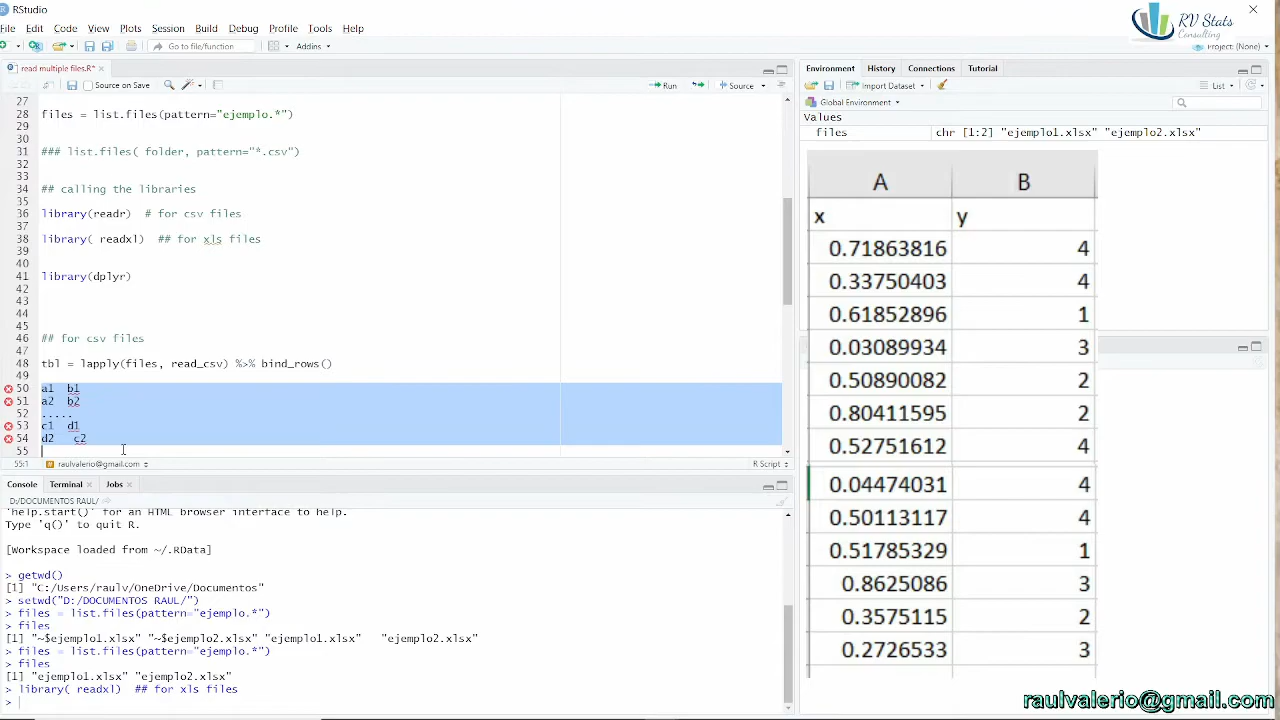 RStudio
File Edit Code View Plots Session Build Debug Profile Tools Help
Go to file/function Addins
RV Stats
Consulting
Project: (None)
read multiple files.R*
Source on Save Run Source
27
28 files = list.files(pattern="ejemplo.*")
29
30
31 ### list.files( folder, pattern="*.csv")
32
33
34 ## calling the libraries
35
36 library(readr) # for csv files
37
38 library( readxl) ## for xls files
39
40
41 library(dplyr)
42
43
44
45
46 ## for csv files
47
48 tbl = lapply(files, read_csv) %>% bind_rows()
49
50 a1 b1
51 a2 b2
52 .....
53 c1 d1
54 d2 c2
55
55:1 raulvalerio@gmail.com R Script
Console Terminal Jobs
D:/DOCUMENTOS
'help.start()' for an HTML browser interface to help.
Type 'q()' to quit R.
[Workspace loaded from ~/.RData]
> getwd()
[1] "C:/Users/raulv/OneDrive/Documentos"
> setwd("D:/DOCUMENTOS RAUL/")
> files = list.files(pattern="ejemplo.*")
> files
[1] "~$ejemplo1.xlsx" "~$ejemplo2.xlsx" "ejemplo1.xlsx" "ejemplo2.xlsx"
> files = list.files(pattern="ejemplo.*")
> files
[1] "ejemplo1.xlsx" "ejemplo2.xlsx"
> library( readxl) ## for xls files
>
Environment History Connections Tutorial
Import Dataset List
Global Environment
Values
files chr [1:2] "ejemplo1.xlsx" "ejemplo2.xlsx"
A B
x y
0.71863816 4
0.33750403 4
0.61852896 1
0.03089934 3
0.50890082 2
0.80411595 2
0.52751612 4
0.04474031 4
0.50113117 4
0.51785329 1
0.8625086 3
0.3575115 2
0.2726533 3
raulvalerio@gmail.com